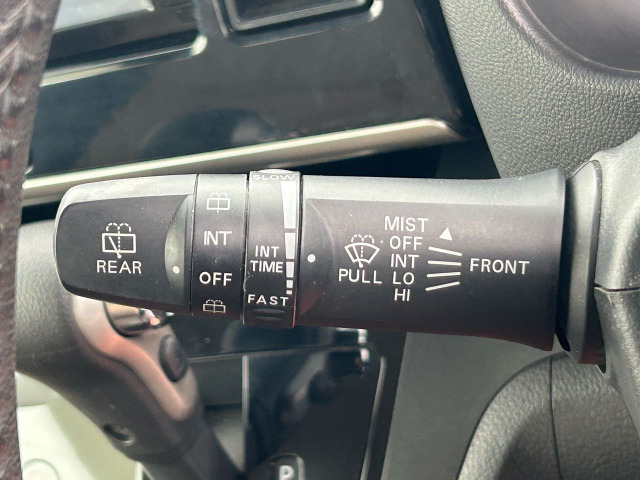 REAR
INT
OFF
SLOW
INT
TIME
FAST
PULL
MIST
OFF
INT
LO
HI
FRONT
P